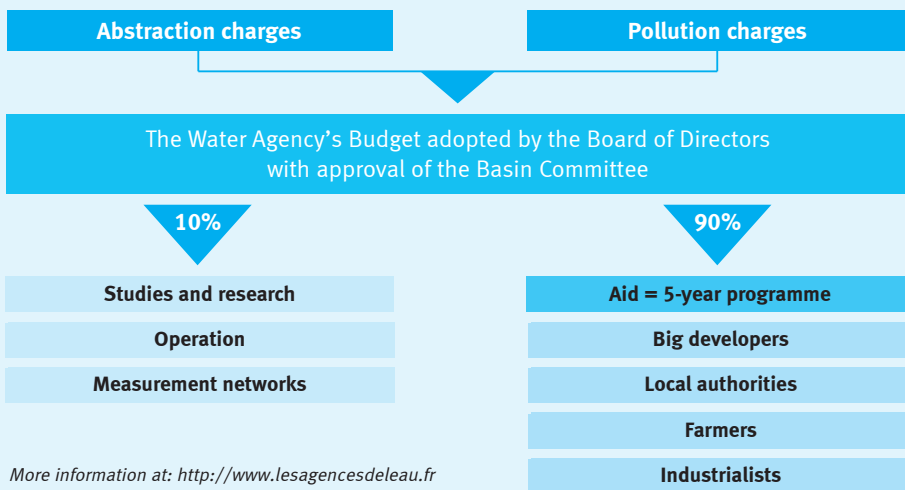 Abstraction charges
Pollution charges
The Water Agency’s Budget adopted by the Board of Directors
with approval of the Basin Committee
10%
90%
Studies and research
Operation
Measurement networks
Aid = 5-year programme
Big developers
Local authorities
Farmers
Industrialists
More information at: http://www.lesagencesdeleau.fr